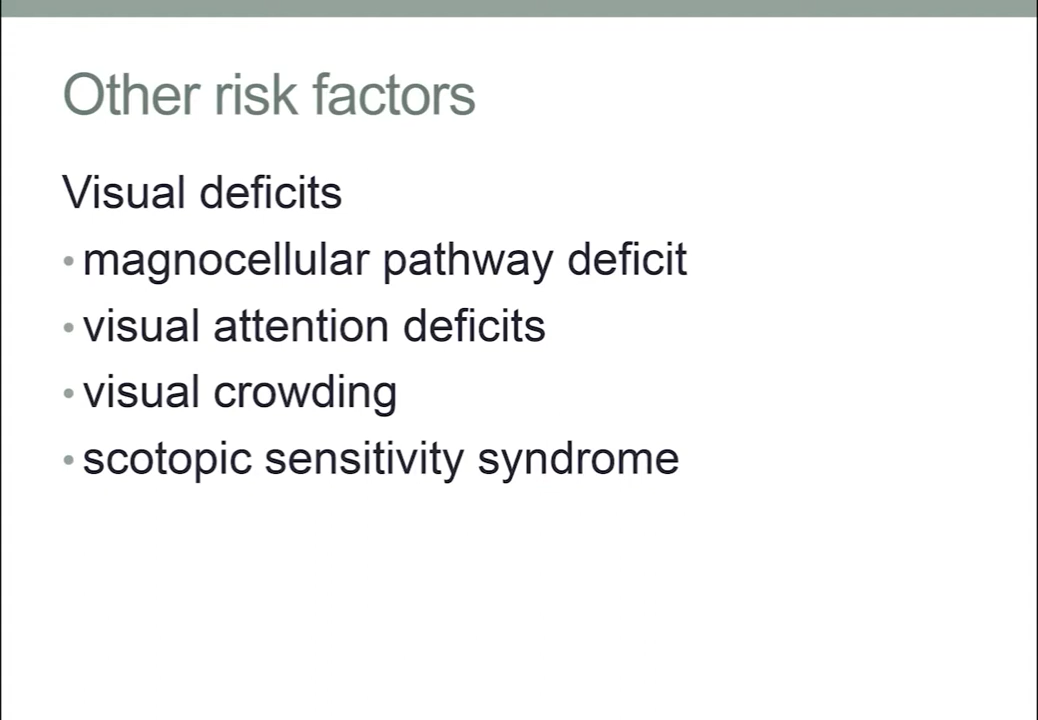 Other risk factors
Visual deficits
• magnocellular pathway deficit
• visual attention deficits
• visual crowding
• scotopic sensitivity syndrome